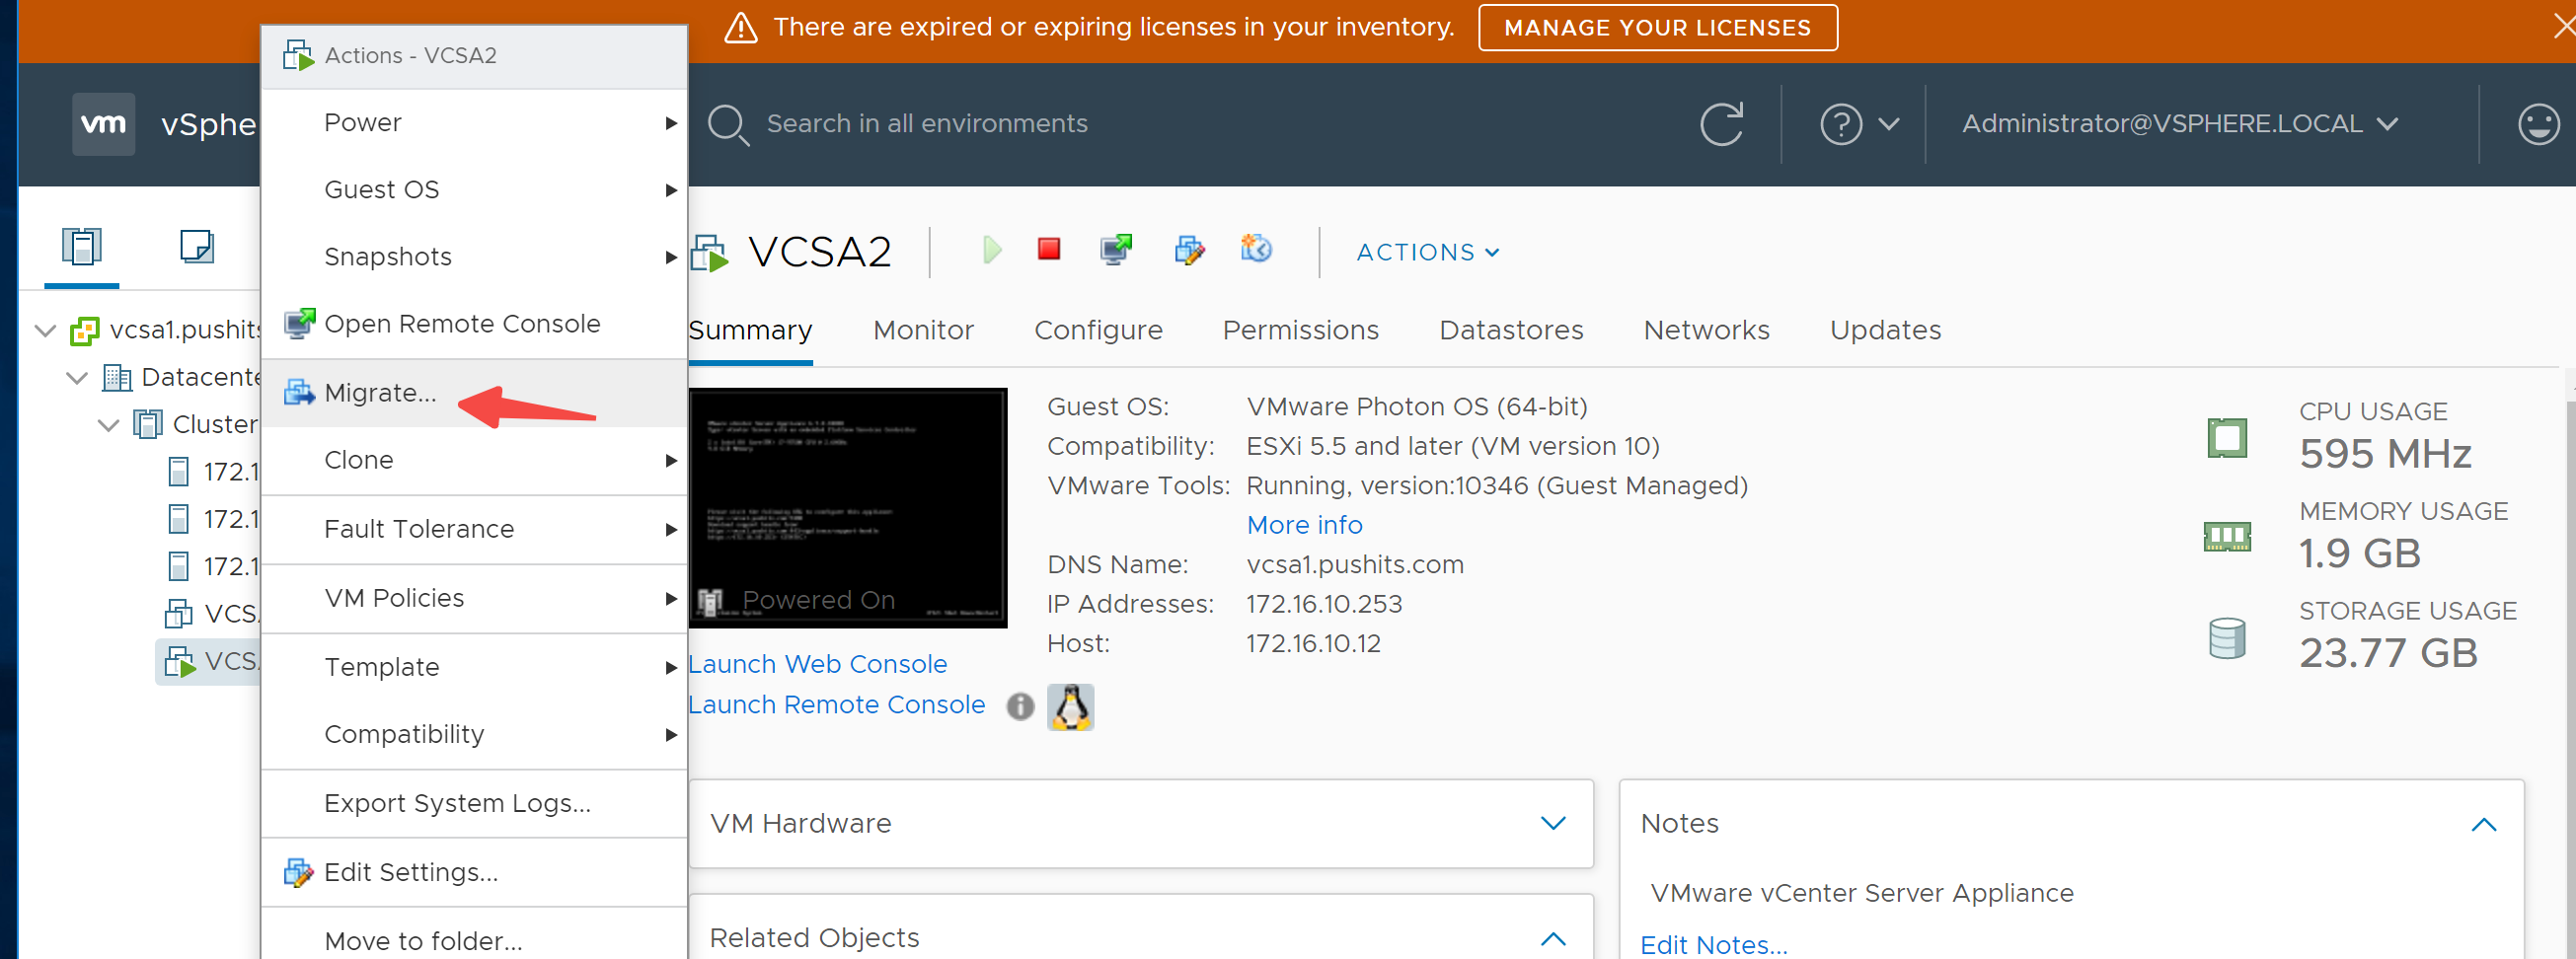 There are expired or expiring licenses in your inventory. MANAGE YOUR LICENSES
Actions - VCSA2
Power
Guest OS
Snapshots
Open Remote Console
Migrate...
Clone
Fault Tolerance
VM Policies
Template
Compatibility
Export System Logs...
Edit Settings...
Move to folder...
vm vSphe
Search in all environments
Administrator@VSPHERE.LOCAL
vcsa1.pushits
Datacente
Cluster
172.1
172.1
172.1
VCS
VCS
VCSA2 ACTIONS
Summary Monitor Configure Permissions Datastores Networks Updates
Powered On
Launch Web Console
Launch Remote Console
Guest OS: VMware Photon OS (64-bit)
Compatibility: ESXi 5.5 and later (VM version 10)
VMware Tools: Running, version:10346 (Guest Managed)
More info
DNS Name: vcsa1.pushits.com
IP Addresses: 172.16.10.253
Host: 172.16.10.12
CPU USAGE
595 MHz
MEMORY USAGE
1.9 GB
STORAGE USAGE
23.77 GB
VM Hardware
Related Objects
Notes
VMware vCenter Server Appliance
Edit Notes...